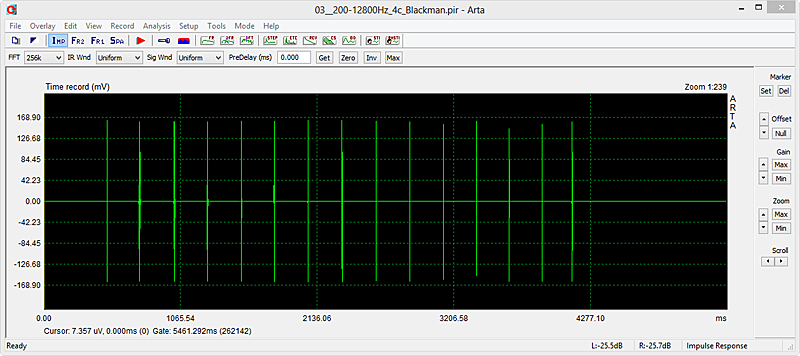 03__200-12800Hz_4c_Blackman.pir - Arta
File Overlay Edit View Record Analysis Setup Tools Mode Help
IMP FR2 FR1 SPA
FFT 256k IR Wnd Uniform Sig Wnd Uniform PreDelay (ms) 0.000 Get Zero Inv Max
Time record (mV) Zoom 1:239
ARTA
168.90
126.68
84.45
42.23
0.00
-42.23
-84.45
-126.68
-168.90
0.00 1065.54 2136.06 3206.58 4277.10 ms
Cursor: 7.357 uV, 0.000ms (0) Gate: 5461.292ms (262142)
Marker
Set Del
Offset
Null
Gain
Max
Min
Zoom
Max
Min
Scroll
Ready L:-25.5dB R:-25.7dB Impulse Response